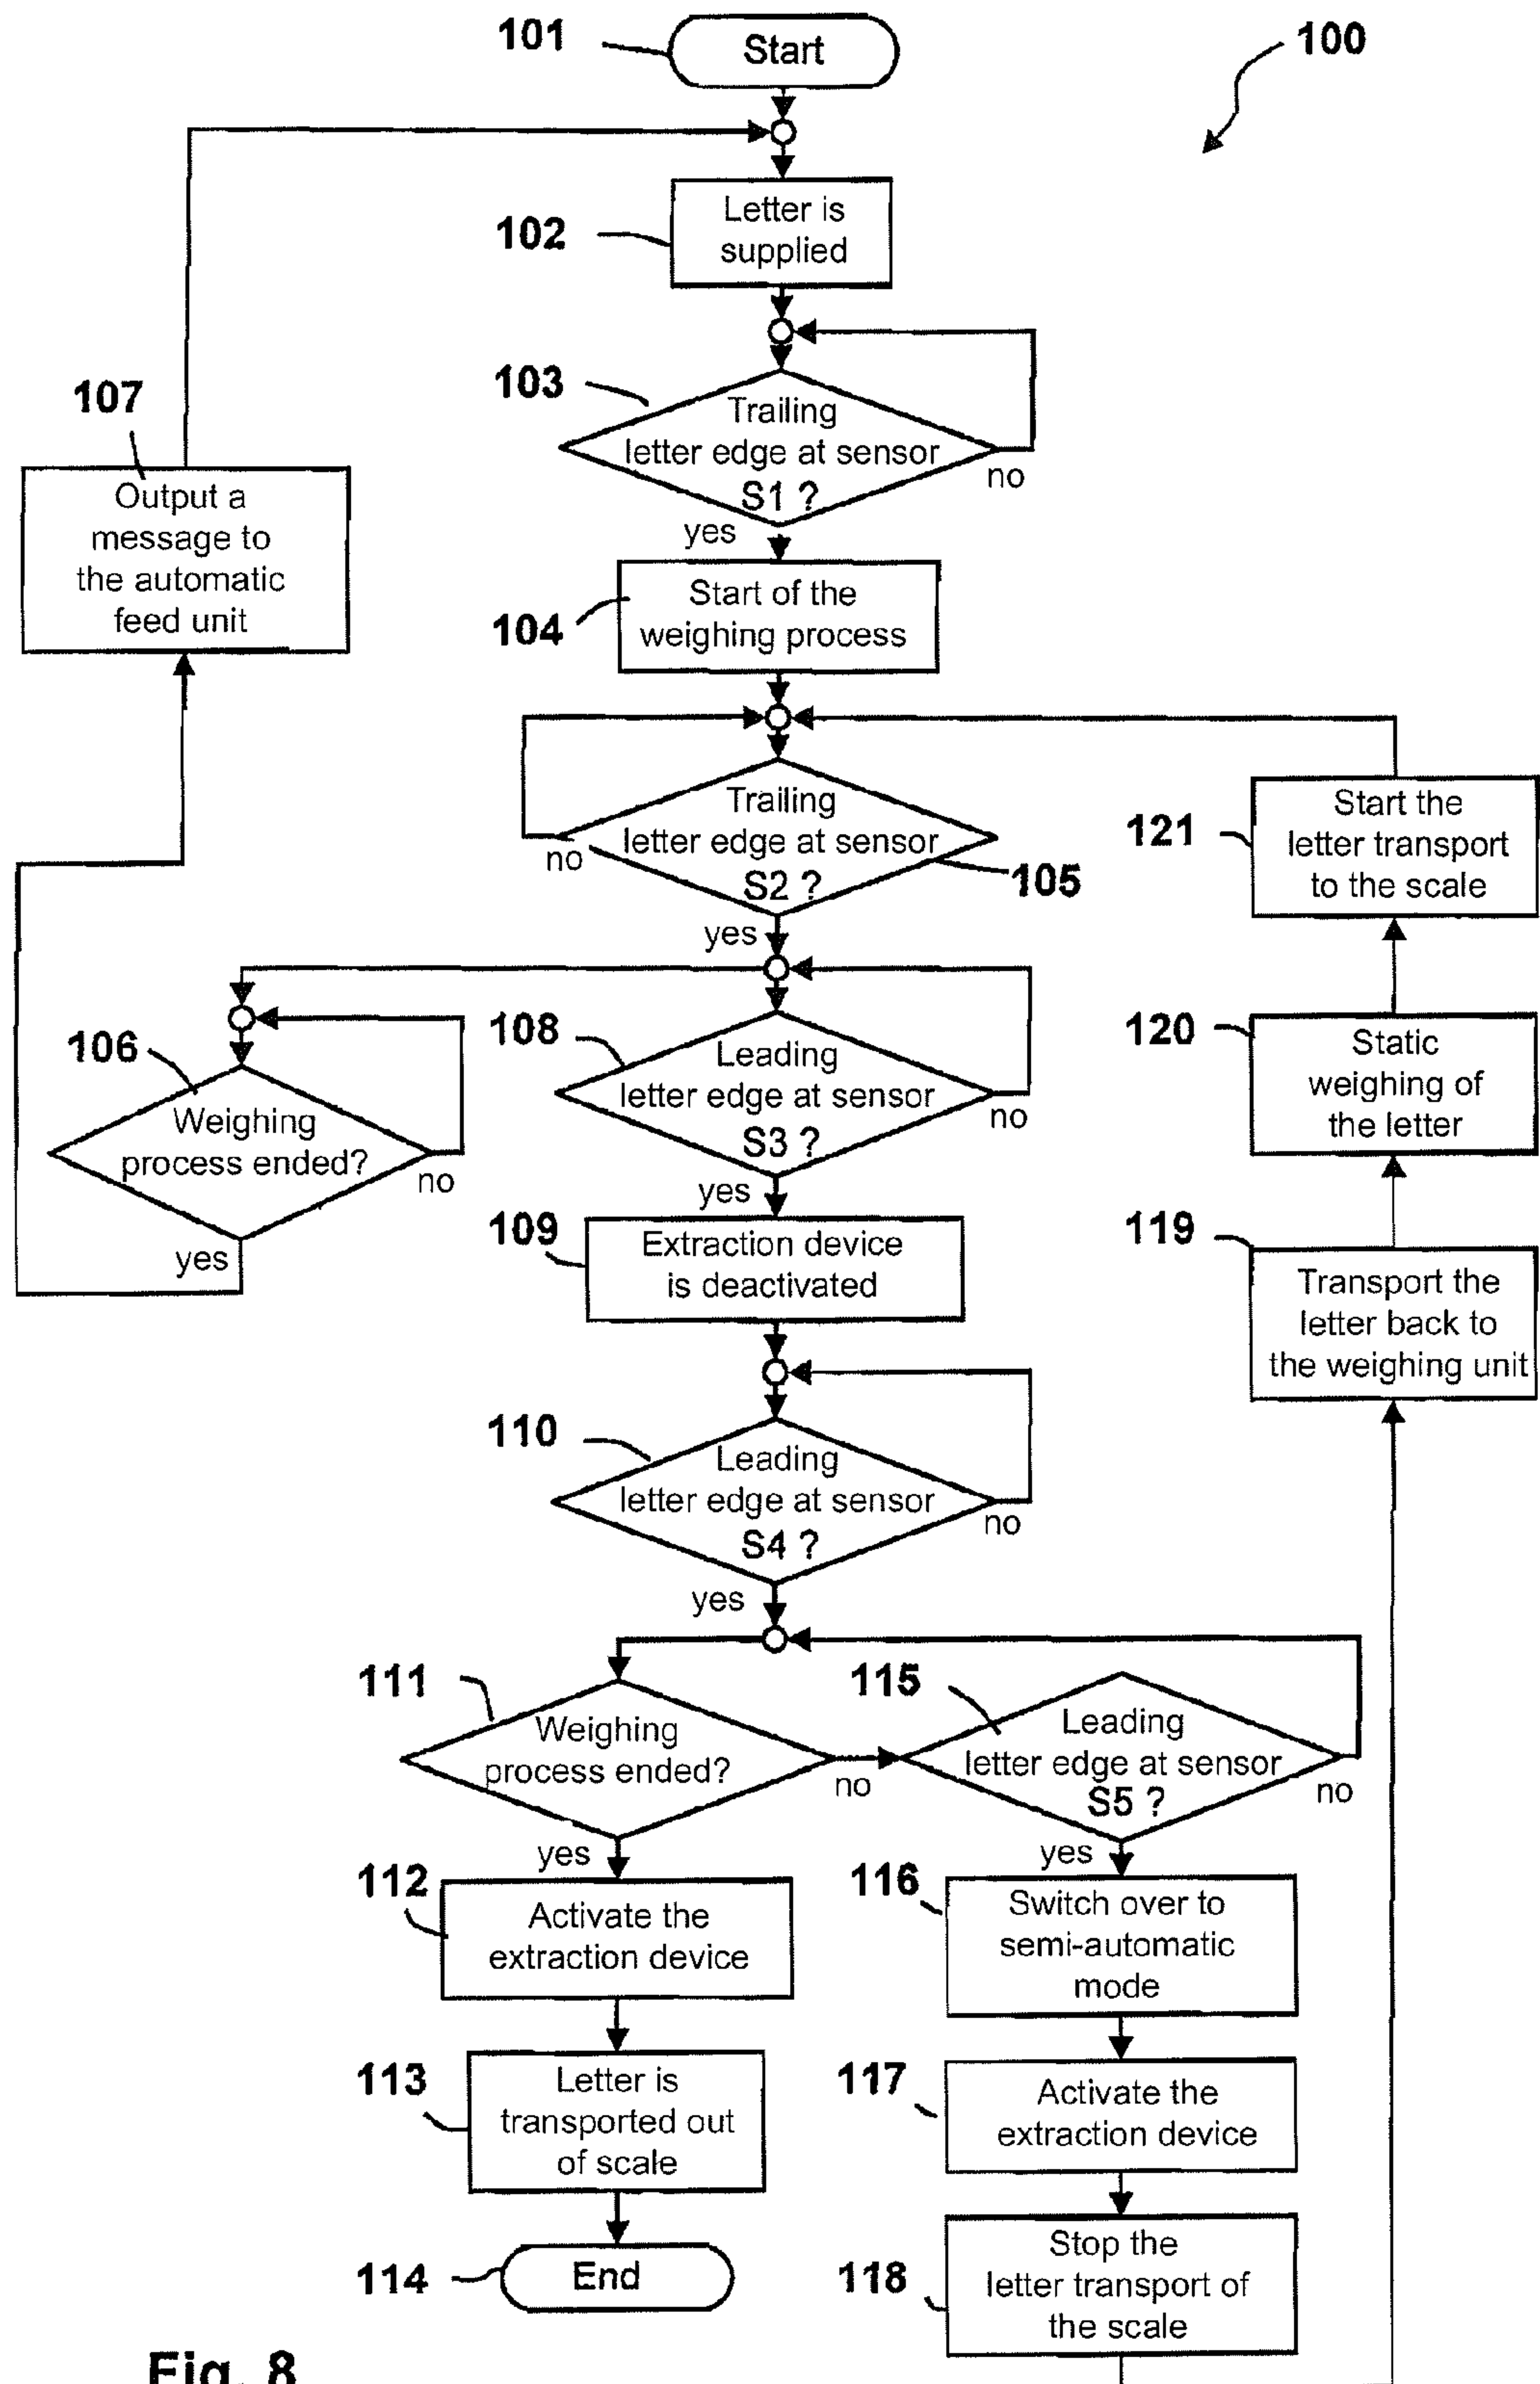 101
Start
100
102
Letter is
supplied
103
Trailing
letter edge at sensor
S1 ?
no
yes
107
Output a
message to
the automatic
feed unit
104
Start of the
weighing process
Trailing
letter edge at sensor
S2 ?
no
105
yes
121
Start the
letter transport
to the scale
106
Weighing
process ended?
no
yes
108
Leading
letter edge at sensor
S3 ?
no
yes
120
Static
weighing of
the letter
109
Extraction device
is deactivated
119
Transport the
letter back to
the weighing unit
110
Leading
letter edge at sensor
S4 ?
no
yes
111
Weighing
process ended?
no
yes
115
Leading
letter edge at sensor
S5 ?
no
yes
112
Activate the
extraction device
116
Switch over to
semi-automatic
mode
113
Letter is
transported out
of scale
117
Activate the
extraction device
114
End
118
Stop the
letter transport of
the scale
Fig. 8